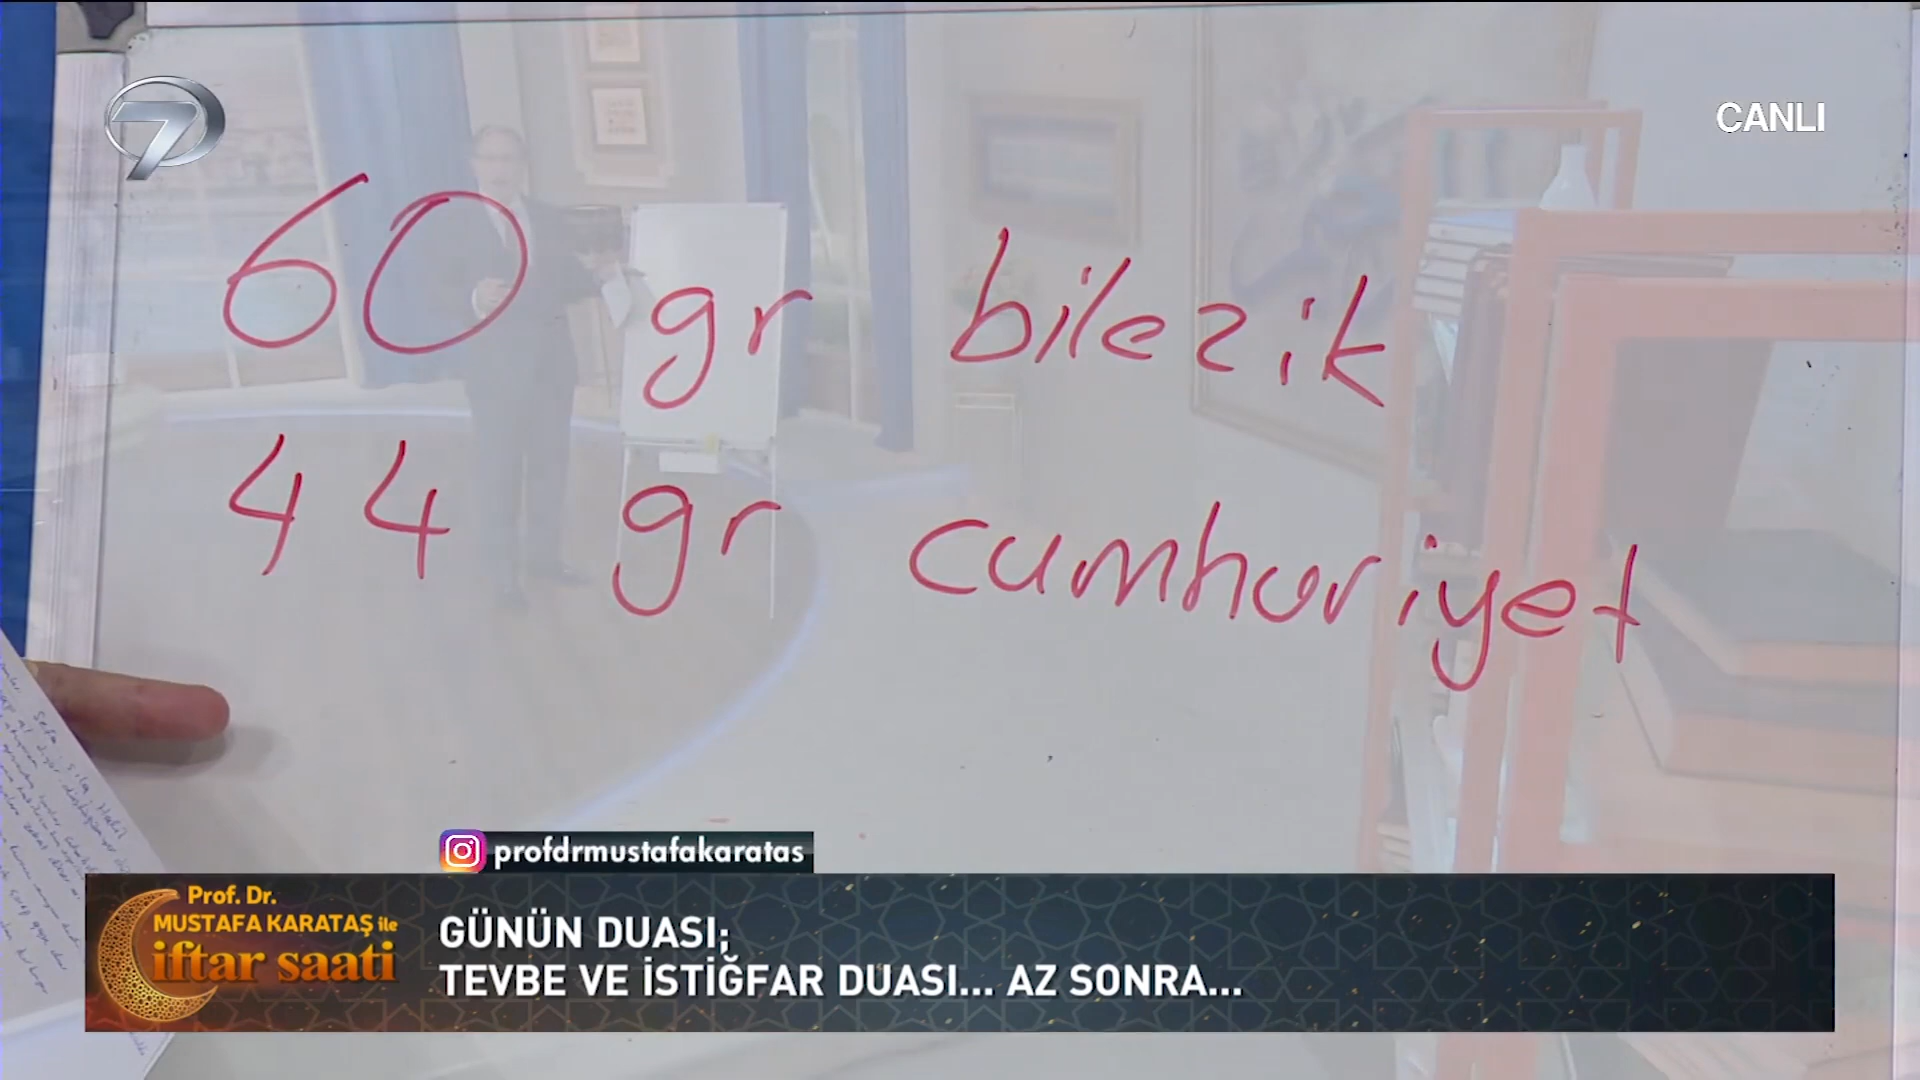 7
CANLI
60 gr bilezik
44 gr cumhuriyet
profdrmustafakaratas
Prof. Dr.
MUSTAFA KARATAŞ ile
iftar saati
GÜNÜN DUASI;
TEVBE VE İSTİĞFAR DUASI... AZ SONRA...